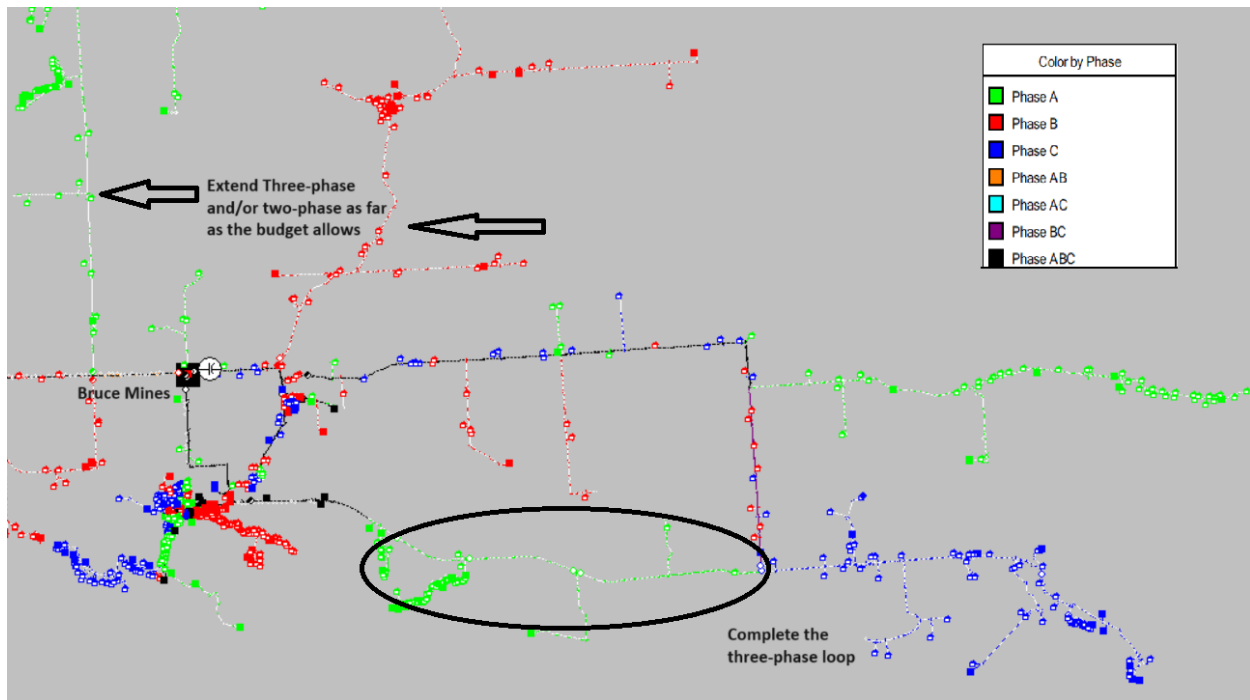 Color by Phase
Phase A
Phase B
Phase C
Phase AB
Phase AC
Phase BC
Phase ABC
Extend Three-phase
and/or two-phase as far
as the budget allows
Bruce Mines
Complete the
three-phase loop